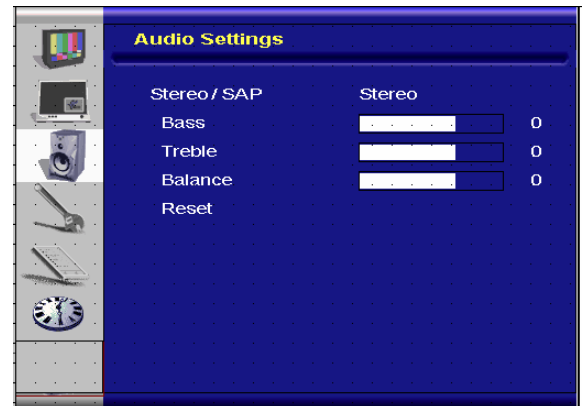 Audio Settings
Stereo / SAP Stereo
Bass 0
Treble 0
Balance 0
Reset